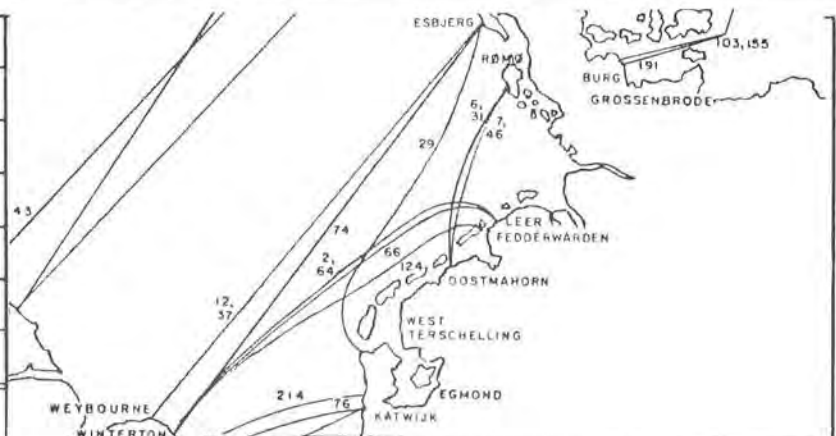 ESBJERG
RØMØ
103,155
191
BURG
GROSSENBRODE
6,
31
7,
46
29
43
74
2,
64
66
124
LEER
FEDDERWARDEN
OOSTMAHORN
12,
37
WEST
TERSCHELLING
214
76
EGMOND
KATWIJK
WEYBOURNE
WINTERTON